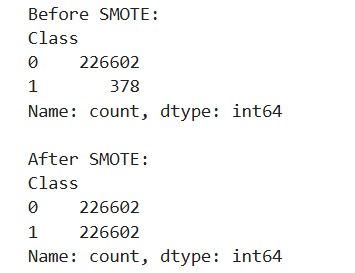 Before SMOTE:
Class
0    226602
1       378
Name: count, dtype: int64

After SMOTE:
Class
0    226602
1    226602
Name: count, dtype: int64